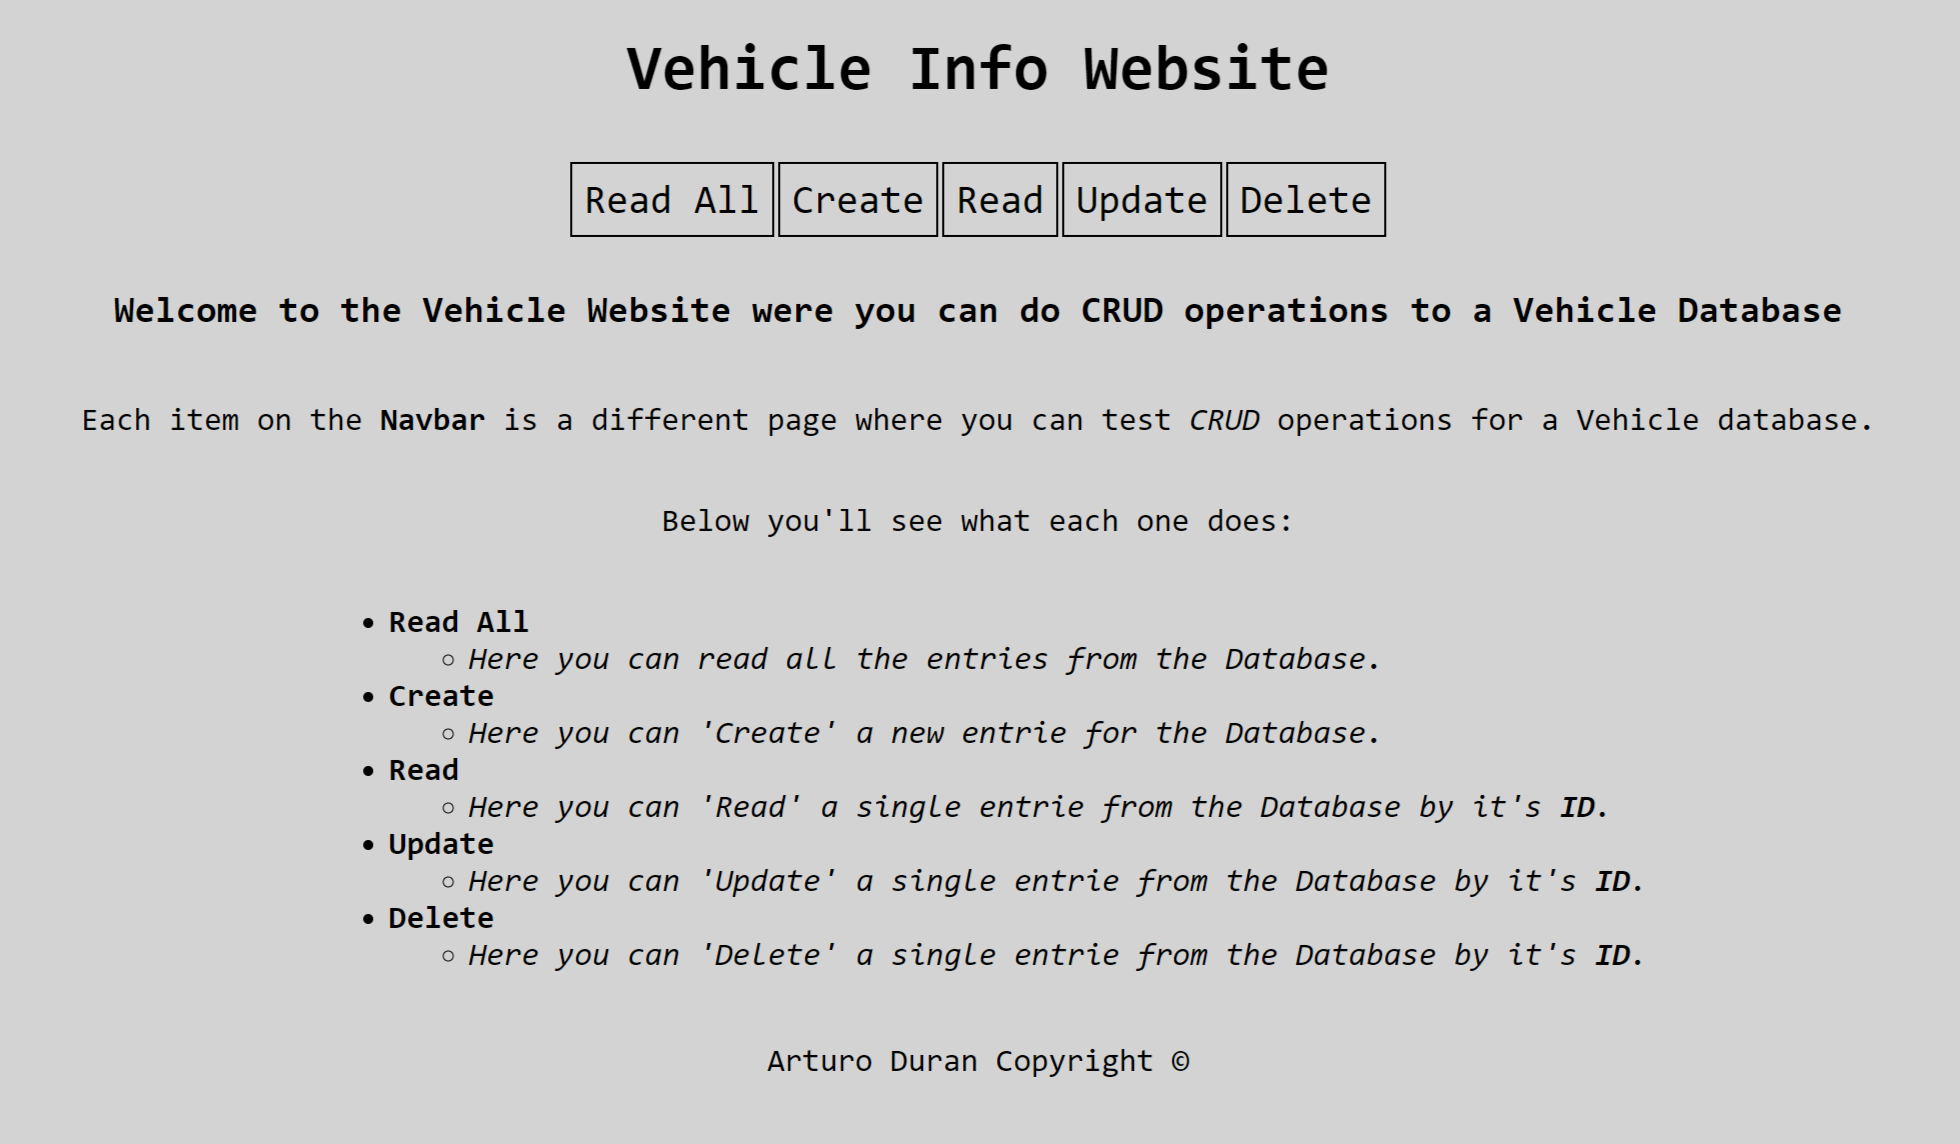 Vehicle Info Website
Read All Create Read Update Delete
Welcome to the Vehicle Website were you can do CRUD operations to a Vehicle Database
Each item on the Navbar is a different page where you can test CRUD operations for a Vehicle database.
Below you'll see what each one does:
• Read All
◦ Here you can read all the entries from the Database.
• Create
◦ Here you can 'Create' a new entrie for the Database.
• Read
◦ Here you can 'Read' a single entrie from the Database by it's ID.
• Update
◦ Here you can 'Update' a single entrie from the Database by it's ID.
• Delete
◦ Here you can 'Delete' a single entrie from the Database by it's ID.
Arturo Duran Copyright ©